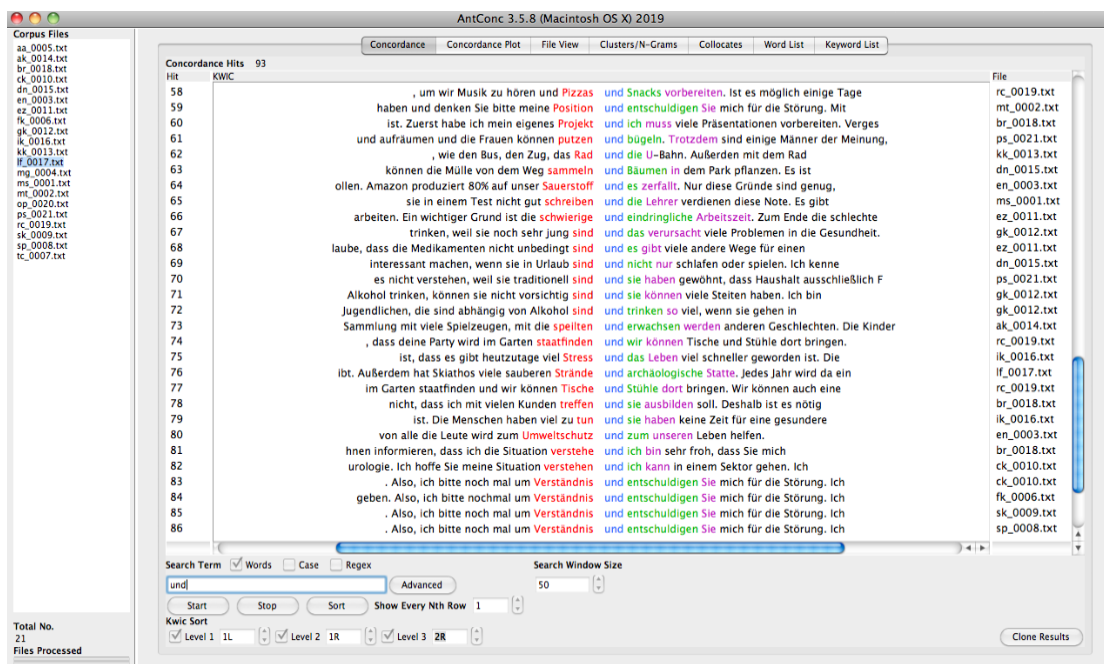 AntConc 3.5.8 (Macintosh OS X) 2019
Corpus Files
aa_0005.txt
ak_0014.txt
br_0018.txt
ck_0010.txt
dn_0015.txt
en_0003.txt
ez_0011.txt
fk_0006.txt
gk_0012.txt
ik_0016.txt
kk_0013.txt
lf_0017.txt
mg_0004.txt
ms_0001.txt
mt_0002.txt
op_0020.txt
ps_0021.txt
rc_0019.txt
sk_0009.txt
sp_0008.txt
tc_0007.txt
Total No.
21
Files Processed
Concordance Concordance Plot File View Clusters/N-Grams Collocates Word List Keyword List
Concordance Hits 93
Hit KWIC File
58 , um wir Musik zu hören und Pizzas und Snacks vorbereiten. Ist es möglich einige Tage rc_0019.txt
59 haben und denken Sie bitte meine Position und entschuldigen Sie mich für die Störung. Mit mt_0002.txt
60 ist. Zuerst habe ich mein eigenes Projekt und ich muss viele Präsentationen vorbereiten. Verges br_0018.txt
61 und aufräumen und die Frauen können putzen und bügeln. Trotzdem sind einige Männer der Meinung, ps_0021.txt
62 , wie den Bus, den Zug, das Rad und die U-Bahn. Außerden mit dem Rad kk_0013.txt
63 können die Mülle von dem Weg sammeln und Bäumen in dem Park pflanzen. Es ist dn_0015.txt
64 ollen. Amazon produziert 80% auf unser Sauerstoff und es zerfallt. Nur diese Gründe sind genug, en_0003.txt
65 sie in einem Test nicht gut schreiben und die Lehrer verdienen diese Note. Es gibt ms_0001.txt
66 arbeiten. Ein wichtiger Grund ist die schwierige und eindringliche Arbeitszeit. Zum Ende die schlechte ez_0011.txt
67 trinken, weil sie noch sehr jung sind und das verursacht viele Problemen in die Gesundheit. gk_0012.txt
68 laube, dass die Medikamenten nicht unbedingt sind und es gibt viele andere Wege für einen ez_0011.txt
69 interessant machen, wenn sie in Urlaub sind und nicht nur schlafen oder spielen. Ich kenne dn_0015.txt
70 es nicht verstehen, weil sie traditionell sind und sie haben gewöhnt, dass Haushalt ausschließlich F ps_0021.txt
71 Alkohol trinken, können sie nicht vorsichtig sind und sie können viele Steiten haben. Ich bin gk_0012.txt
72 Jugendlichen, die sind abhängig von Alkohol sind und trinken so viel, wenn sie gehen in gk_0012.txt
73 Sammlung mit viele Spielzeugen, mit die speilten und erwachsen werden anderen Geschlechten. Die Kinder ak_0014.txt
74 , dass deine Party wird im Garten staatfinden und wir können Tische und Stühle dort bringen. rc_0019.txt
75 ist, dass es gibt heutzutage viel Stress und das Leben viel schneller geworden ist. Die ik_0016.txt
76 ibt. Außerdem hat Skiathos viele sauberen Strände und archäologische Statte. Jedes Jahr wird da ein lf_0017.txt
77 im Garten staatfinden und wir können Tische und Stühle dort bringen. Wir können auch eine rc_0019.txt
78 nicht, dass ich mit vielen Kunden treffen und sie ausbilden soll. Deshalb ist es nötig br_0018.txt
79 ist. Die Menschen haben viel zu tun und sie haben keine Zeit für eine gesundere ik_0016.txt
80 von alle die Leute wird zum Umweltschutz und zum unseren Leben helfen. en_0003.txt
81 hnen informieren, dass ich die Situation verstehe und ich bin sehr froh, dass Sie mich br_0018.txt
82 urologie. Ich hoffe Sie meine Situation verstehen und ich kann in einem Sektor gehen. Ich ck_0010.txt
83 . Also, ich bitte noch mal um Verständnis und entschuldigen Sie mich für die Störung. Ich ck_0010.txt
84 geben. Also, ich bitte nochmal um Verständnis und entschuldigen Sie mich für die Störung. Ich fk_0006.txt
85 . Also, ich bitte noch mal um Verständnis und entschuldigen Sie mich für die Störung. Ich sk_0009.txt
86 . Also, ich bitte noch mal um Verständnis und entschuldigen Sie mich für die Störung. Ich sp_0008.txt
Search Term Words Case Regex Search Window Size
und Advanced 50
Start Stop Sort Show Every Nth Row 1
Kwic Sort
Level 1 1L Level 2 1R Level 3 2R Clone Results